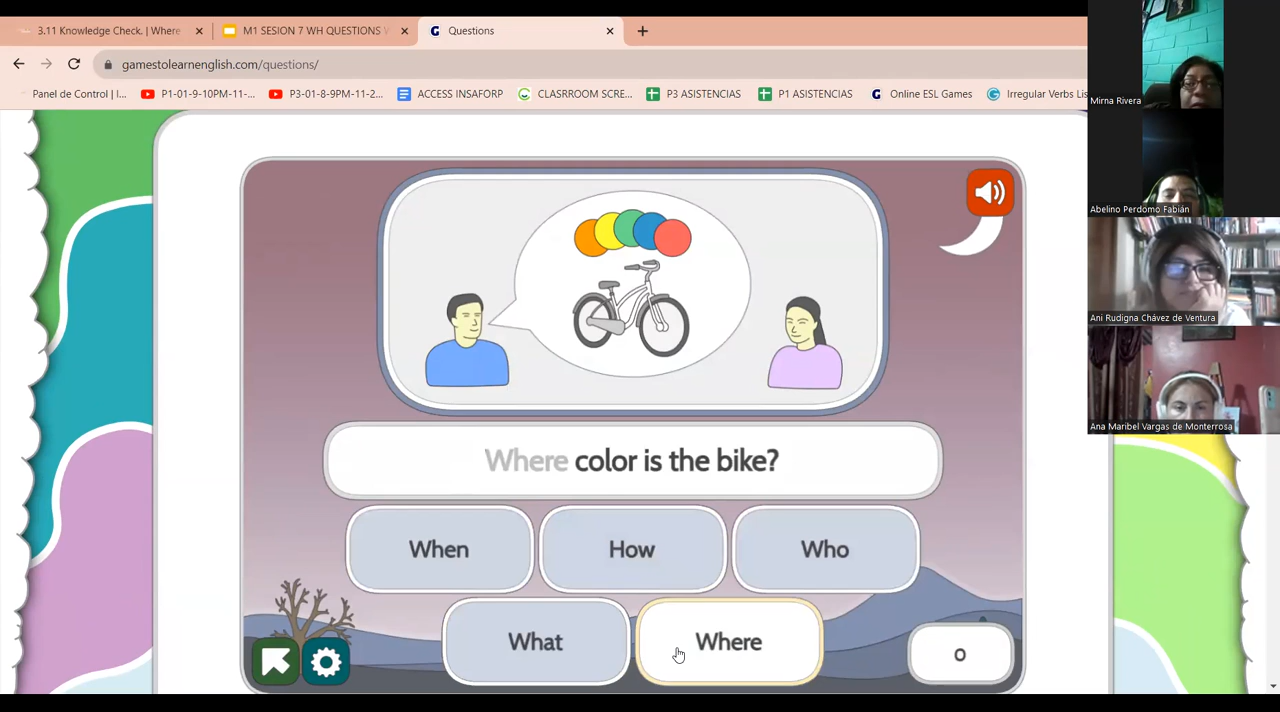 3.11 Knowledge Check. | Where
M1 SESION 7 WH QUESTIONS
Questions
gamestolearnenglish.com/questions/
Panel de Control | I...
P1-01-9-10PM-11-...
P3-01-8-9PM-11-2...
ACCESS INSAFORP
CLASRROOM SCRE...
P3 ASISTENCIAS
P1 ASISTENCIAS
Online ESL Games
Irregular Verbs Lis
Mirna Rivera
Abelino Perdomo Fabián
Ani Rudigna Chávez de Ventura
Ana Maribel Vargas de Monterrosa
Where color is the bike?
When
How
Who
What
Where
0